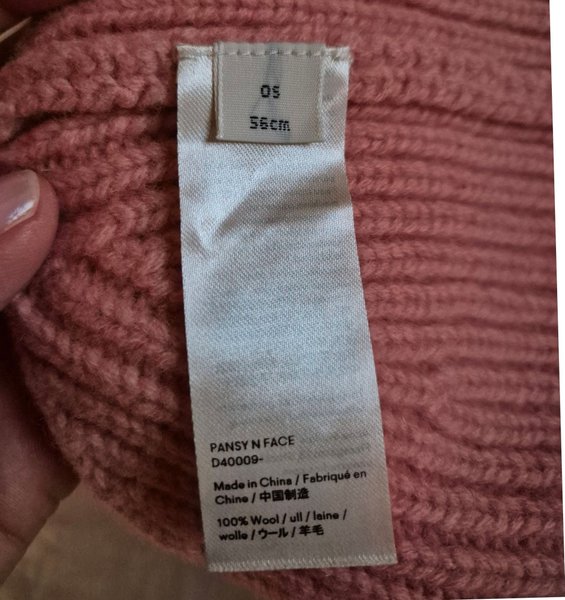 OS
56cm
PANSY N FACE
D40009-
Made in China / Fabriqué en
Chine / 中国制造
100% Wool / ull / laine /
wolle / ウール / 羊毛